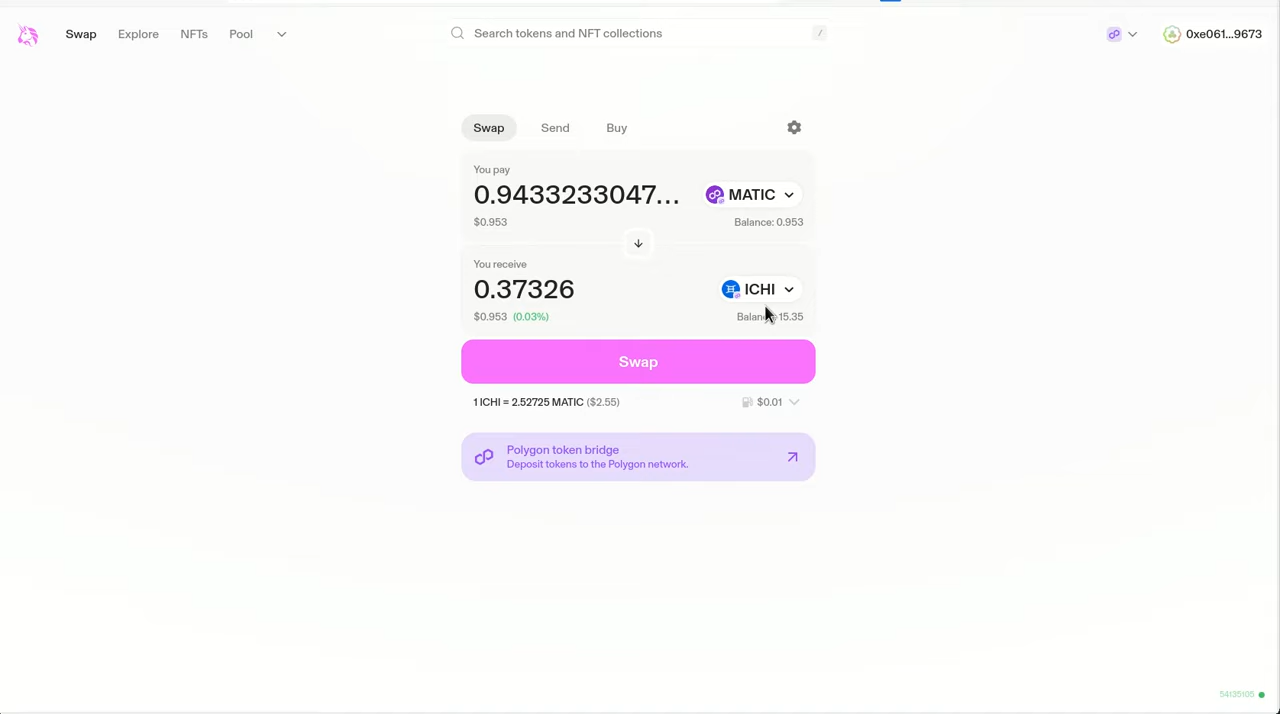 Swap Explore NFTs Pool
Search tokens and NFT collections /
0xe061...9673
Swap Send Buy
You pay
0.9433233047... MATIC
$0.953 Balance: 0.953
You receive
0.37326 ICHI
$0.953 (0.03%) 15.35
Swap
1 ICHI = 2.52725 MATIC ($2.55) $0.01
Polygon token bridge
Deposit tokens to the Polygon network.
54135105